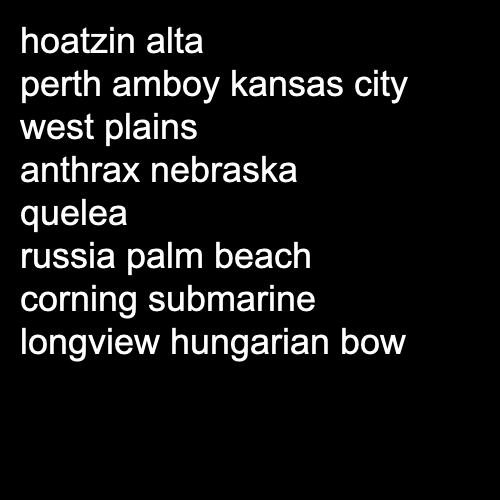 hoatzin alta
perth amboy kansas city
west plains
anthrax nebraska
quelea
russia palm beach
corning submarine
longview hungarian bow